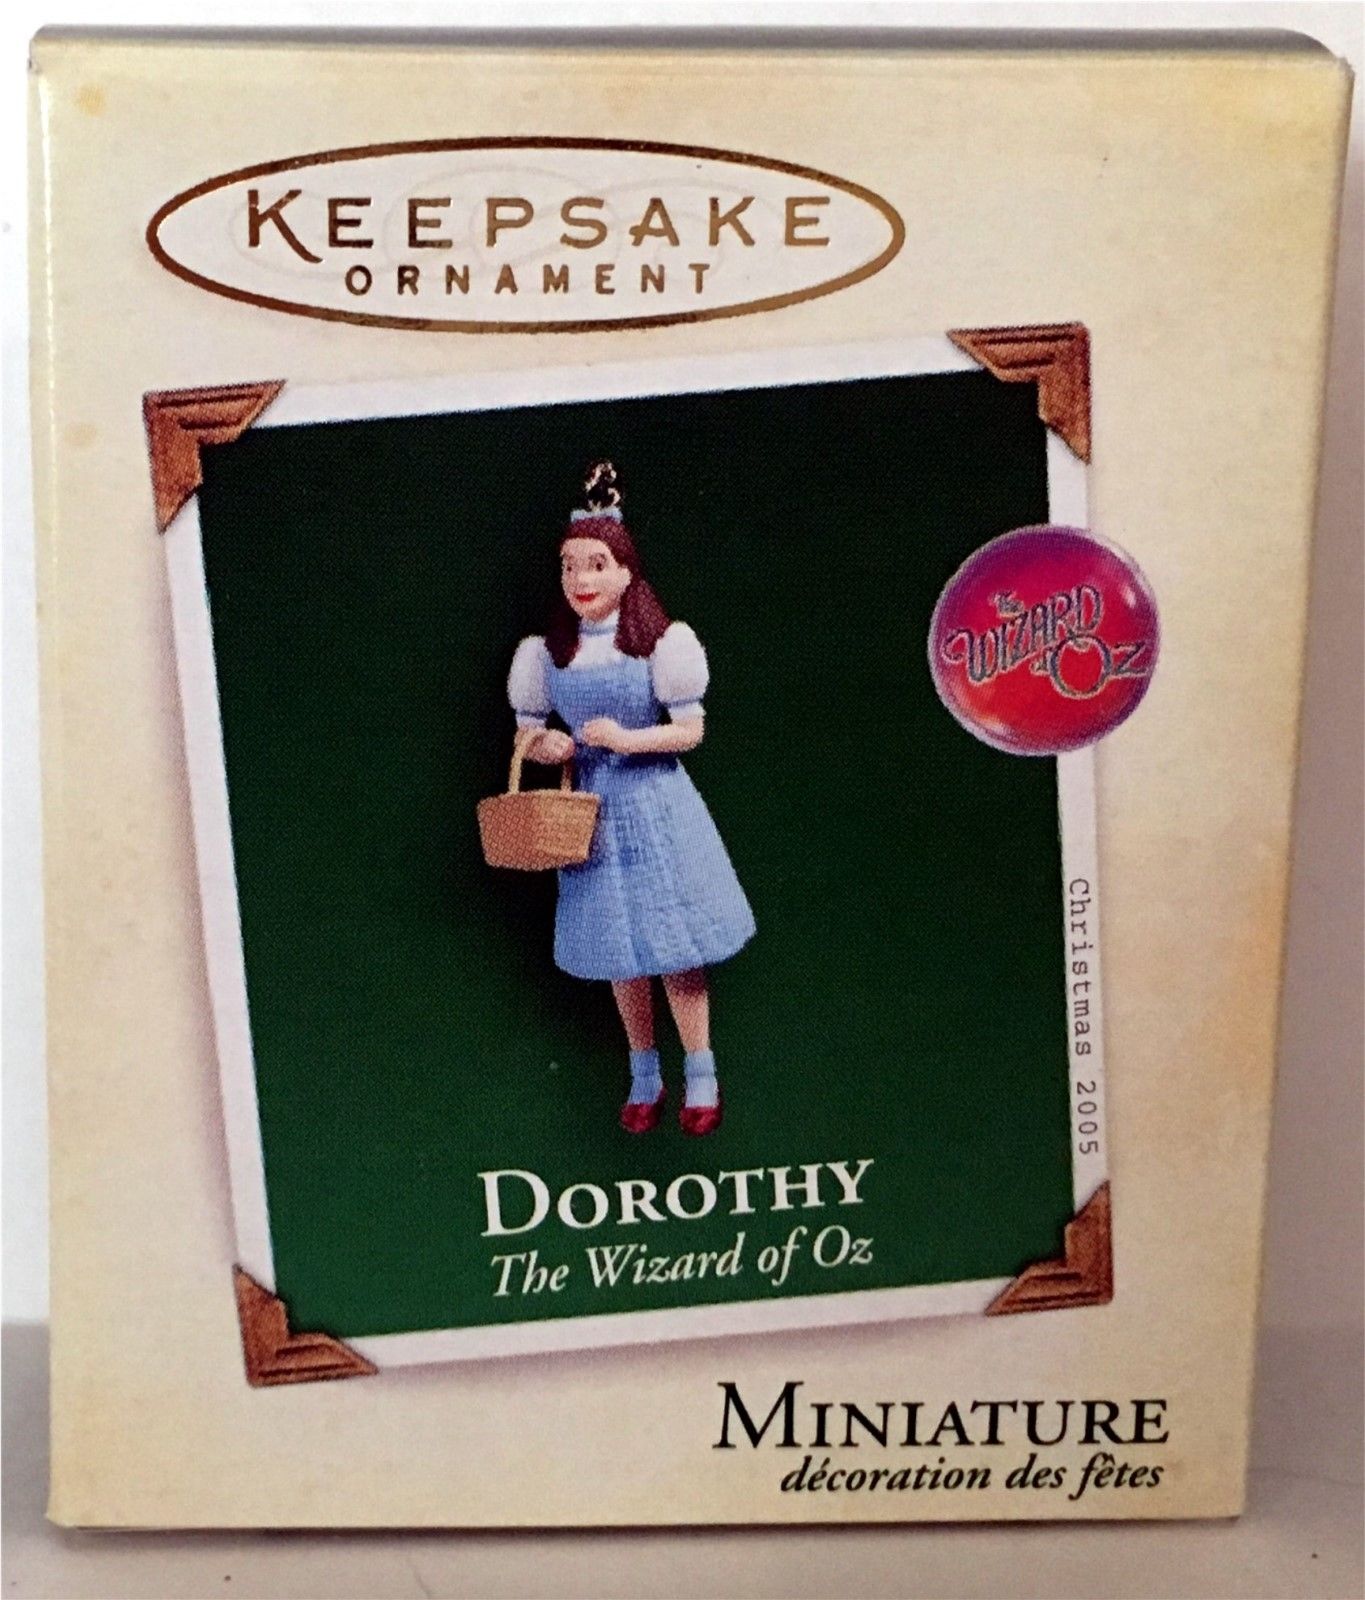 KEEPSAKE
ORNAMENT
The
WIZARD
of OZ
Christmas 2005
DOROTHY
The Wizard of Oz
MINIATURE
décoration des fêtes